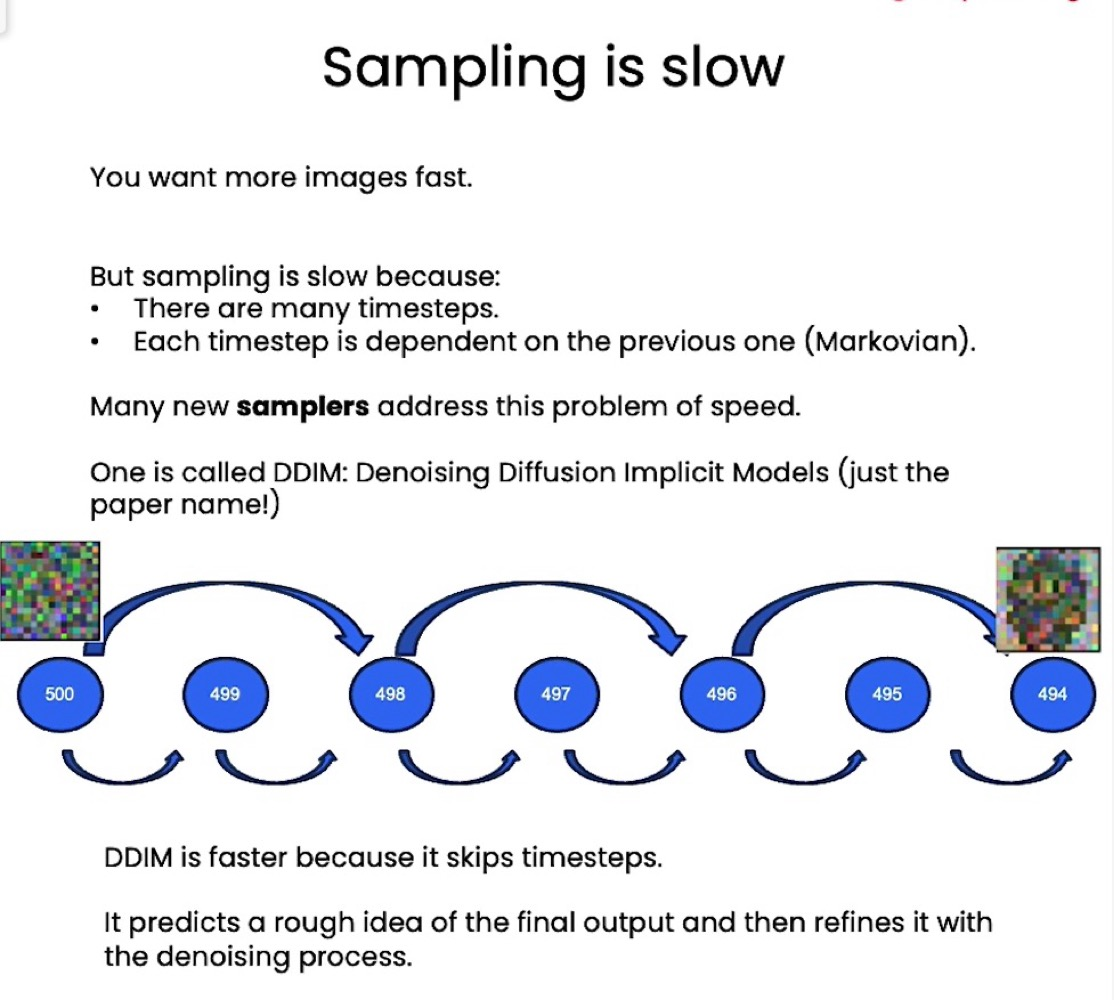 Sampling is slow
You want more images fast.
But sampling is slow because:
• There are many timesteps.
• Each timestep is dependent on the previous one (Markovian).
Many new samplers address this problem of speed.
One is called DDIM: Denoising Diffusion Implicit Models (just the
paper name!)
500 499 498 497 496 495 494
DDIM is faster because it skips timesteps.
It predicts a rough idea of the final output and then refines it with
the denoising process.